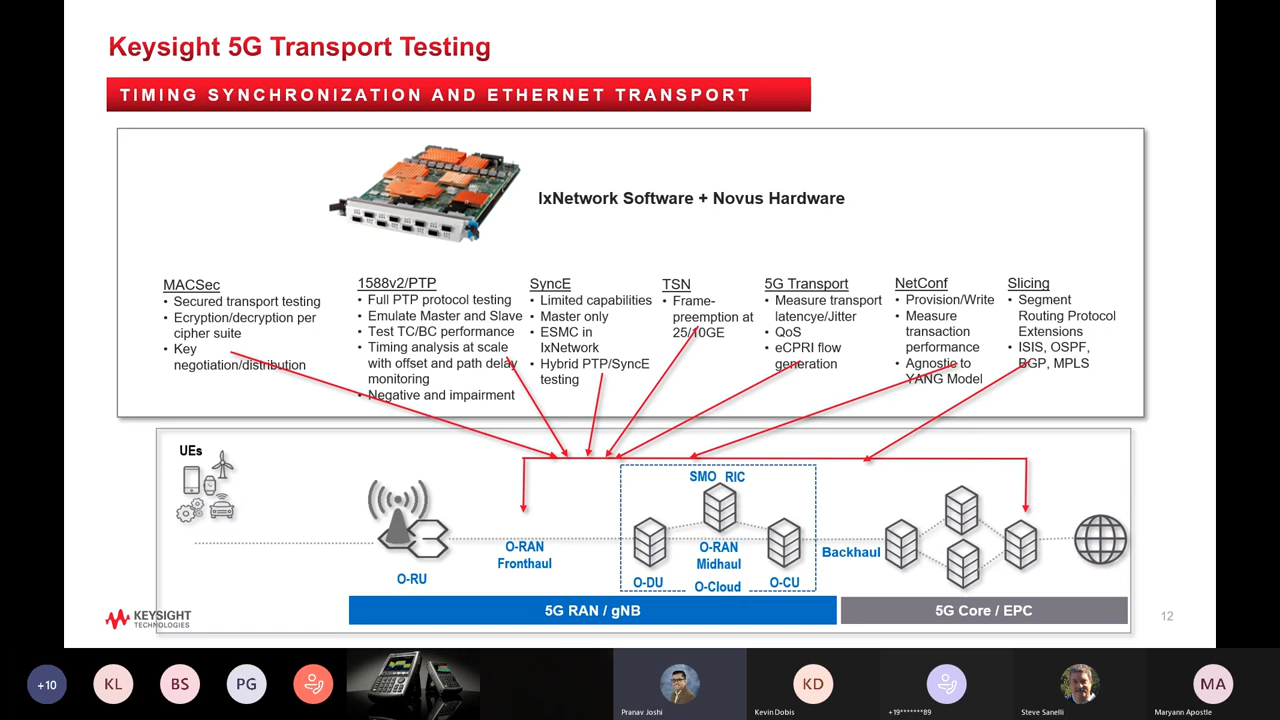 Keysight 5G Transport Testing
TIMING SYNCHRONIZATION AND ETHERNET TRANSPORT
IxNetwork Software + Novus Hardware
MACSec
• Secured transport testing
• Ecryption/decryption per
cipher suite
• Key
negotiation/distribution
1588v2/PTP
• Full PTP protocol testing
• Emulate Master and Slave
• Test TC/BC performance
• Timing analysis at scale
with offset and path delay
monitoring
• Negative and impairment
SyncE
• Limited capabilities
• Master only
• ESMC in
IxNetwork
• Hybrid PTP/SyncE
testing
TSN
• Frame-
preemption at
25/10GE
5G Transport
• Measure transport
latencye/Jitter
• QoS
• eCPRI flow
generation
NetConf
• Provision/Write
• Measure
transaction
performance
• Agnostic to
YANG Model
Slicing
• Segment
Routing Protocol
Extensions
• ISIS, OSPF,
BGP, MPLS
UEs
O-RU
O-RAN
Fronthaul
SMO RIC
O-DU
O-RAN
Midhaul
O-Cloud
O-CU
Backhaul
5G RAN / gNB
5G Core / EPC
KEYSIGHT
TECHNOLOGIES
12
+10
KL
BS
PG
Pranav Joshi
KD
Kevin Dobis
+19*******89
Steve Sanelli
MA
Maryann Apostle